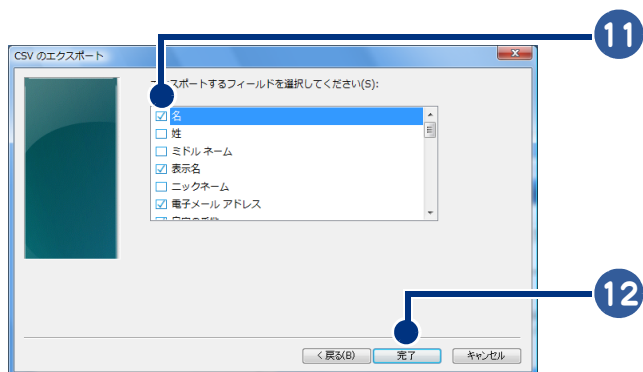 11
CSV のエクスポート
スポートするフィールドを選択してください(S):
名
姓
ミドル ネーム
表示名
ニックネーム
電子メール アドレス
12
< 戻る(B)
完了
キャンセル